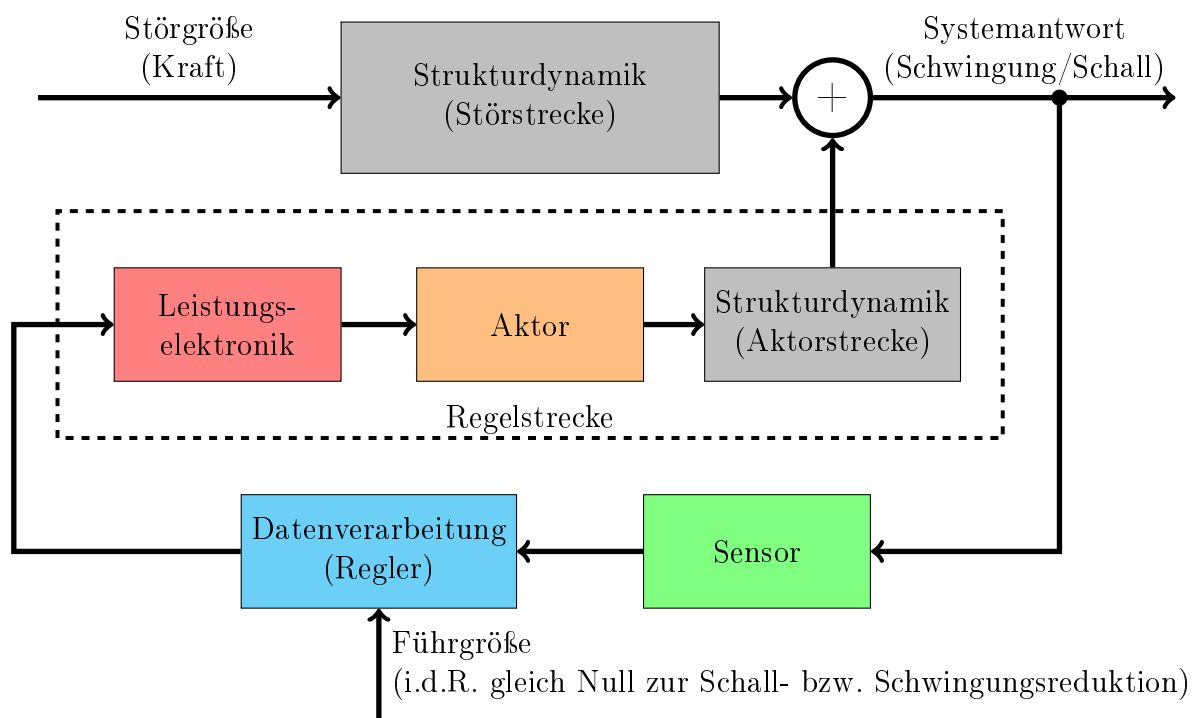 Störgröße
(Kraft)
Strukturdynamik
(Störstrecke)
+
Systemantwort
(Schwingung/Schall)
Leistungs-
elektronik
Aktor
Strukturdynamik
(Aktorstrecke)
Regelstrecke
Datenverarbeitung
(Regler)
Sensor
Führgröße
(i.d.R. gleich Null zur Schall- bzw. Schwingungsreduktion)